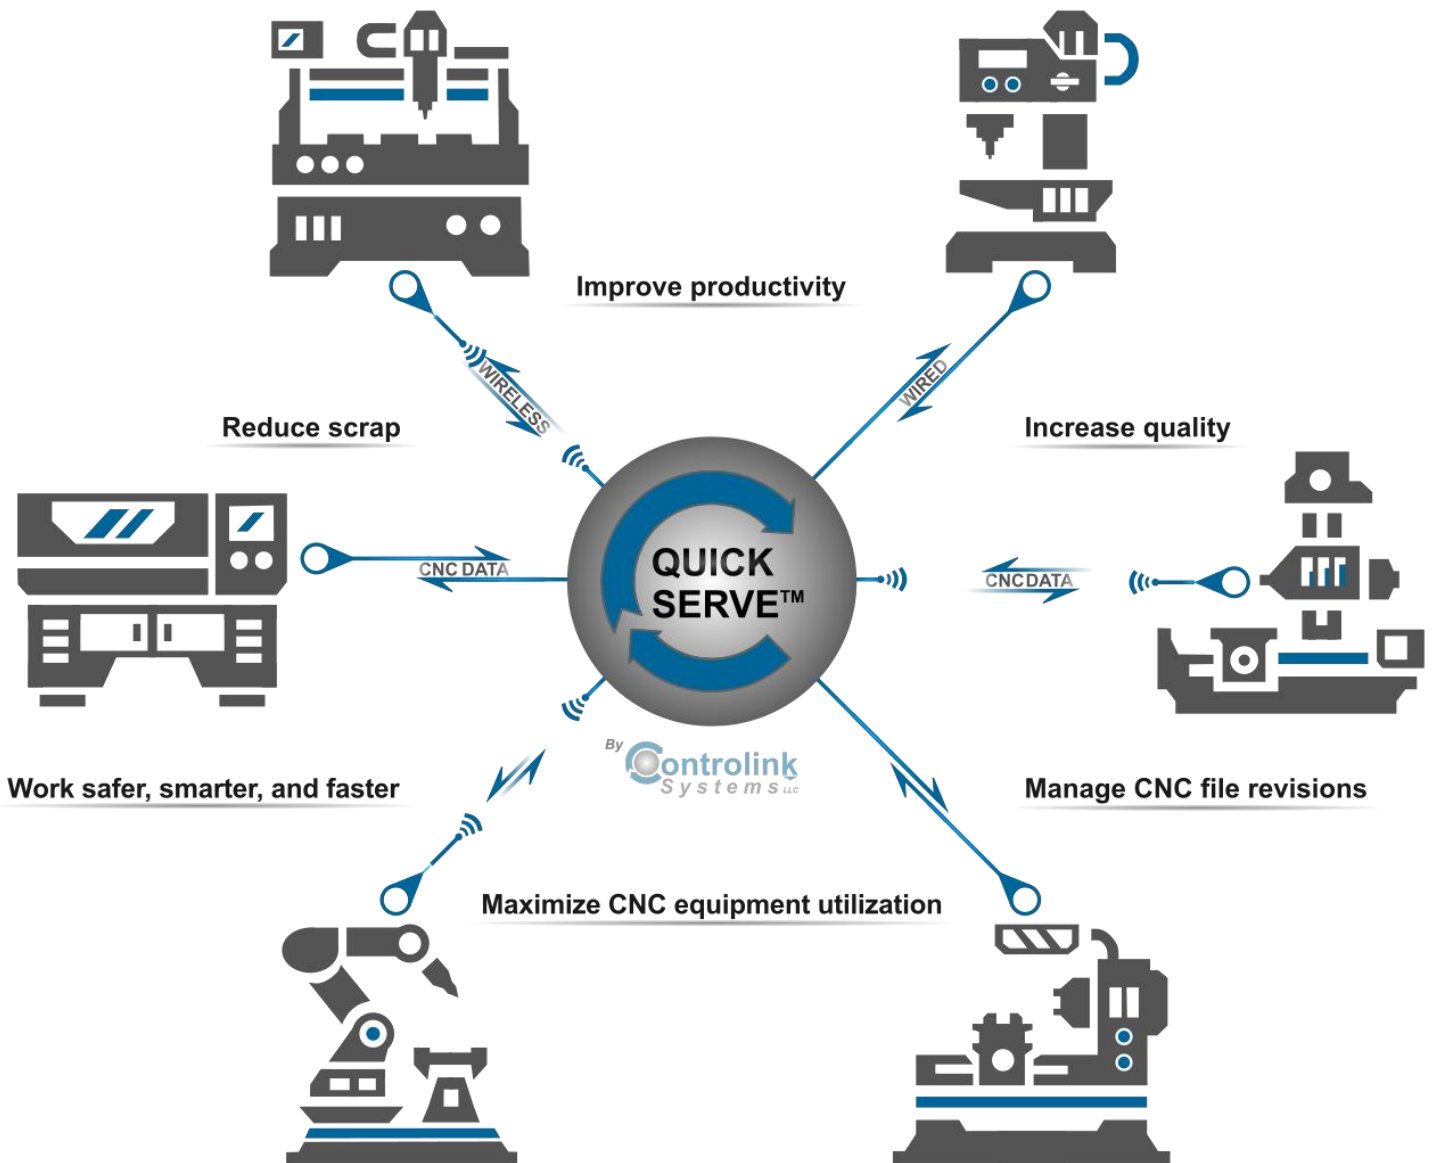 Improve productivity
WIRELESS
WIRED
Reduce scrap
Increase quality
CNC DATA
QUICK
SERVE™
CNC DATA
By
Controlink
Systems LLC
Work safer, smarter, and faster
Manage CNC file revisions
Maximize CNC equipment utilization